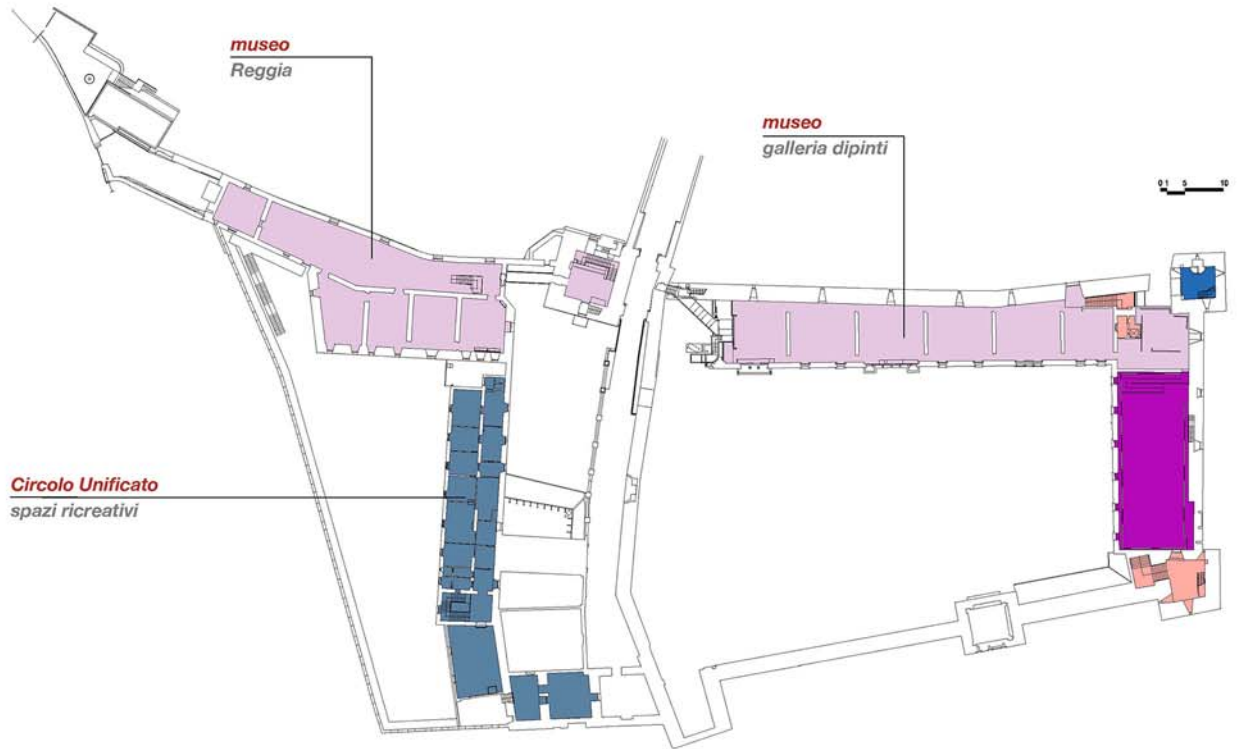 museo
Reggia
museo
galleria dipinti
0 1 5 10
Circolo Unificato
spazi ricreativi